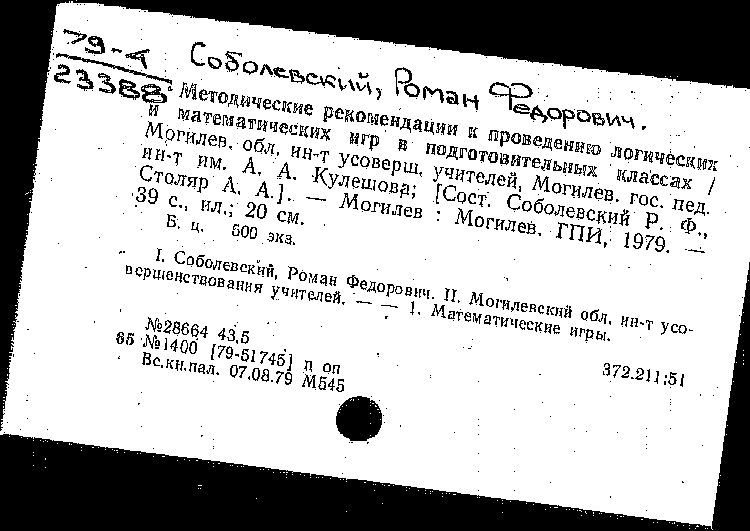 79-4
23388
Соболевский, Роман Федорович.
Методические рекомендации к проведению логических
и математических игр в подготовительных классах /
Могилев. обл. ин-т усоверш. учителей, Могилев. гос. пед.
ин-т им. А. А. Кулешова; [Сост. Соболевский Р. Ф.,
Столяр А. А.]. — Могилев : Могилев. ГПИ, 1979. —
39 с., ил.; 20 см.
Б. ц. 500 экз.
I. Соболевский, Роман Федорович. II. Могилевский обл. ин-т усо-
вершенствования учителей. — — 1. Математические игры.
№28664 43.5
85 №1400 [79-51745] п оп
Вс.кн.пал. 07.08.79 М545
372.211:51